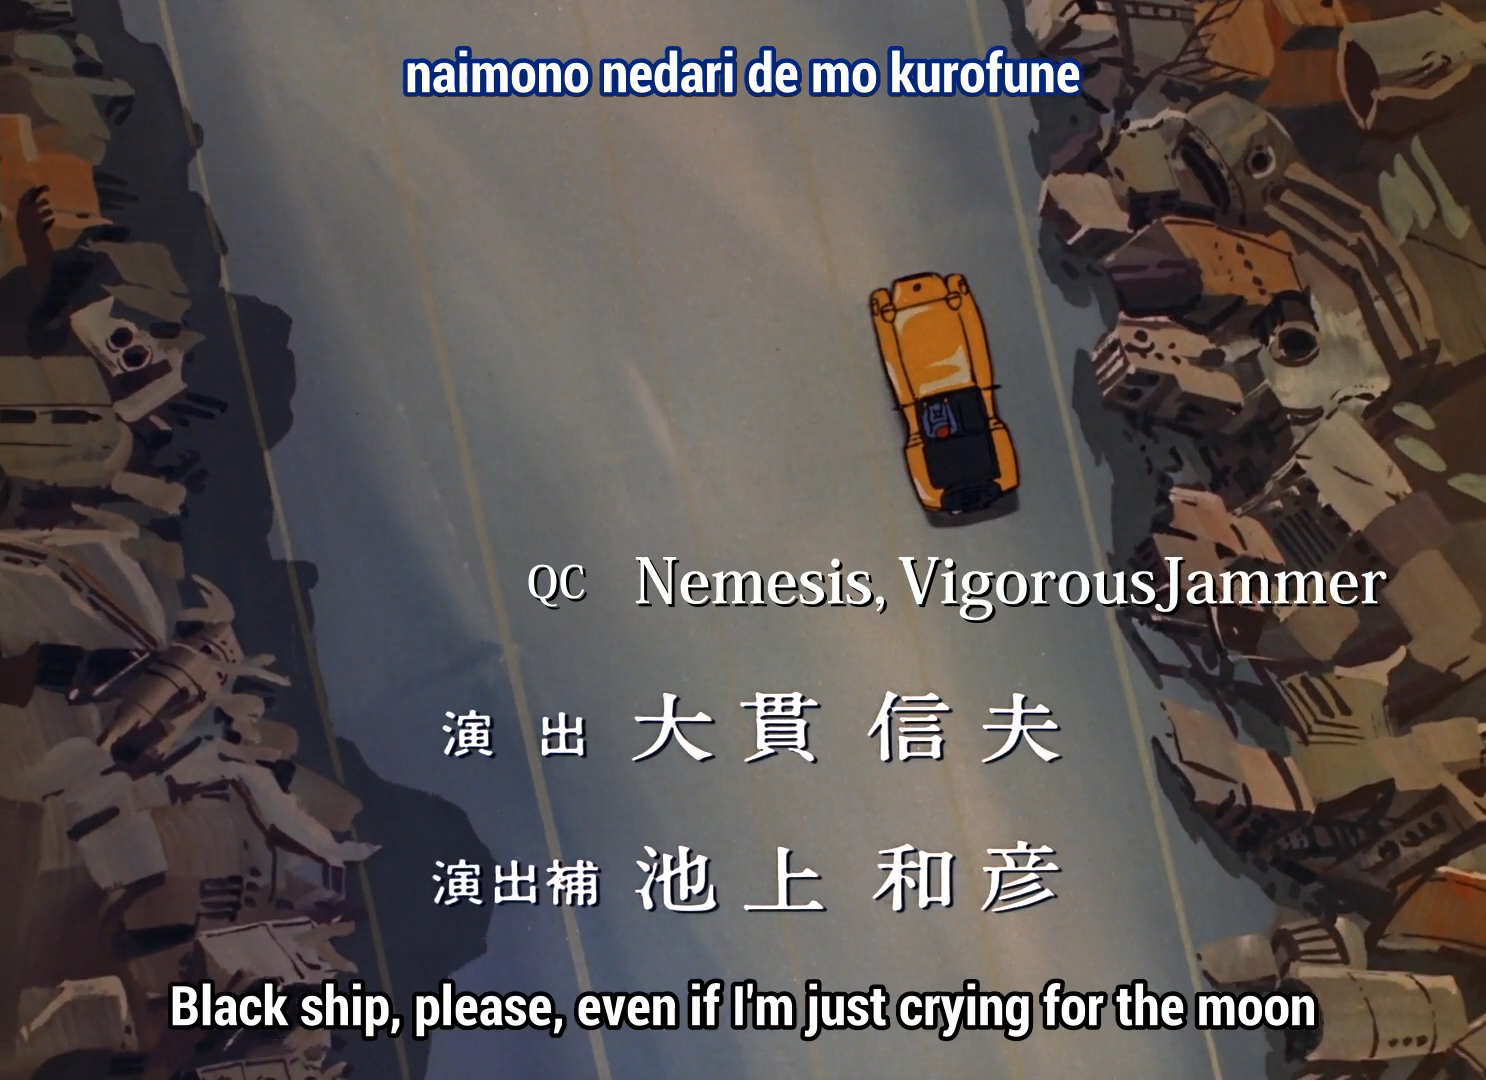 naimono nedari de mo kurofune
QC Nemesis, VigorousJammer
演出 大貫信夫
演出補 池上和彦
Black ship, please, even if I'm just crying for the moon